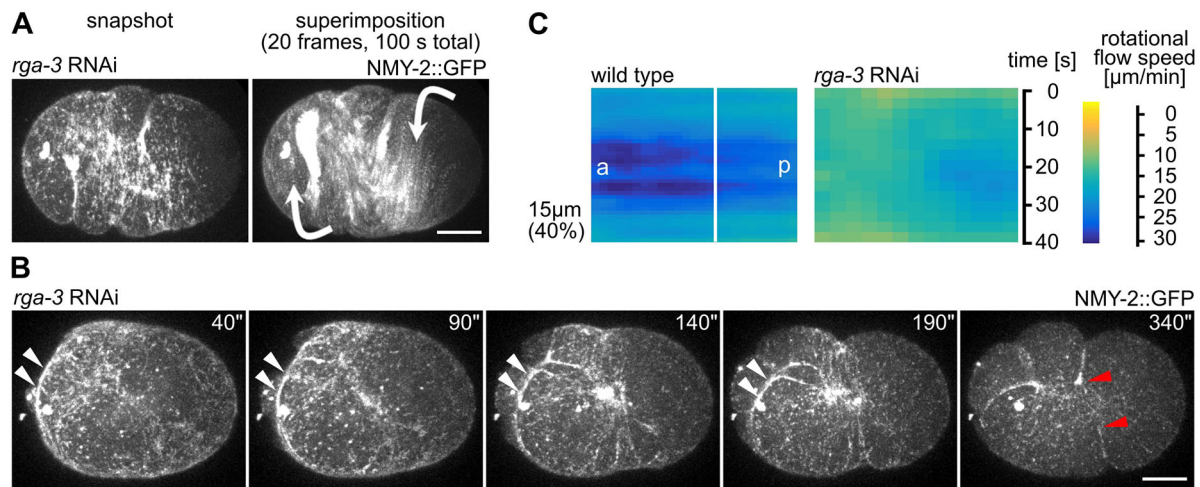 A
snapshot
superimposition
(20 frames, 100 s total)
rga-3 RNAi
NMY-2::GFP
C
wild type
rga-3 RNAi
time [s]
rotational
flow speed
[µm/min]
a
p
15µm
(40%)
0
10
20
30
40
0
5
10
15
20
25
30
B
rga-3 RNAi
NMY-2::GFP
40"
90"
140"
190"
340"